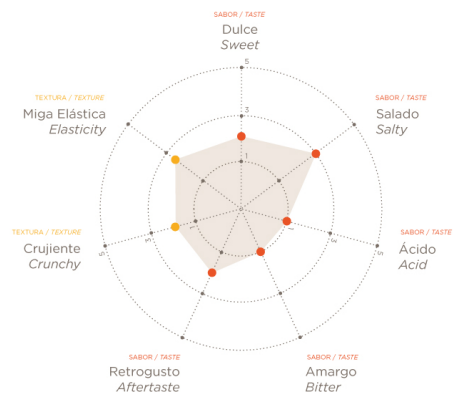 SABOR / TASTE
Dulce
Sweet
5
3
1
TEXTURA / TEXTURE
Miga Elástica
Elasticity
SABOR / TASTE
Salado
Salty
TEXTURA / TEXTURE
Crujiente
Crunchy
5
3
1
1
3
5
SABOR / TASTE
Ácido
Acid
SABOR / TASTE
Retrogusto
Aftertaste
SABOR / TASTE
Amargo
Bitter